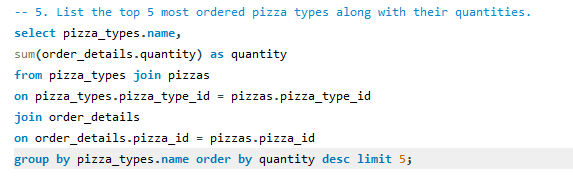 -- 5. List the top 5 most ordered pizza types along with their quantities.
select pizza_types.name,
sum(order_details.quantity) as quantity
from pizza_types join pizzas
on pizza_types.pizza_type_id = pizzas.pizza_type_id
join order_details
on order_details.pizza_id = pizzas.pizza_id
group by pizza_types.name order by quantity desc limit 5;